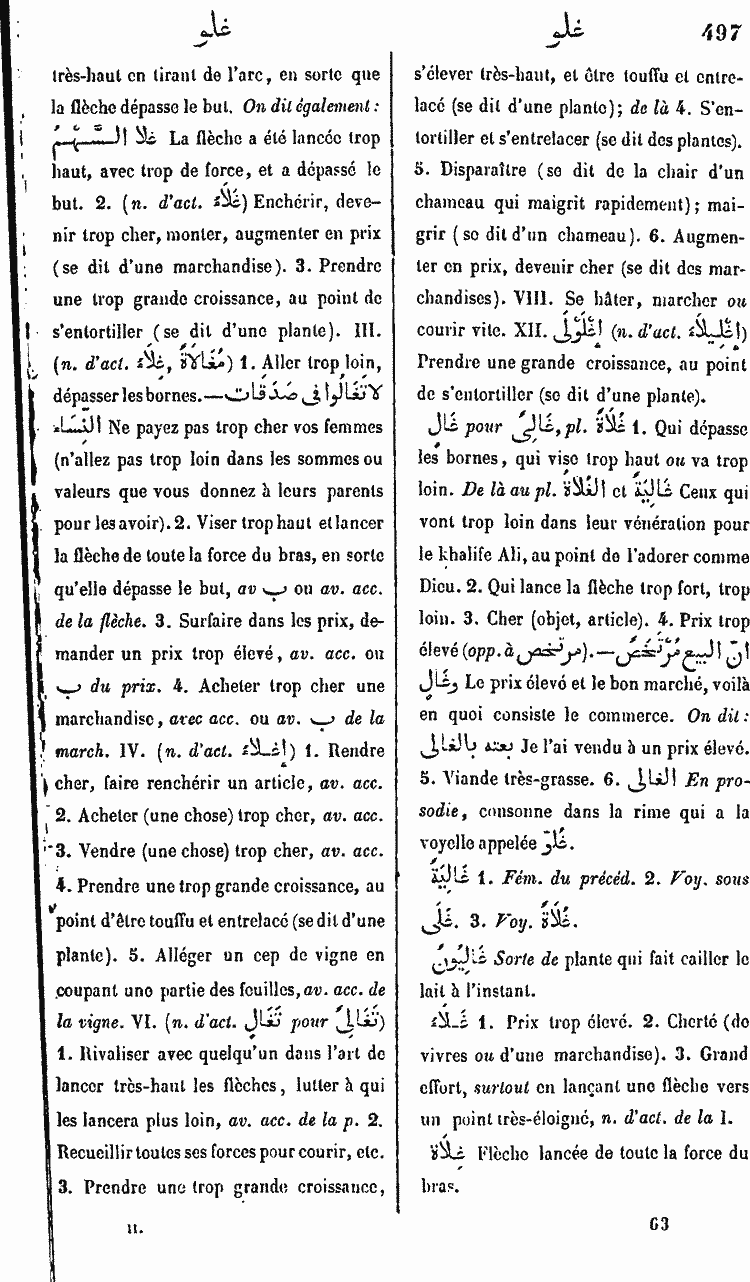 غلو
غلو
497
très-haut en tirant de l'arc, en sorte que
la flèche dépasse le but. On dit également:
غَلَا السَّهْمُ La flèche a été lancée trop
haut, avec trop de force, et a dépassé le
but. 2. (n. d'act. غَلَاءٌ) Enchérir, deve-
nir trop cher, monter, augmenter en prix
(se dit d'une marchandise). 3. Prendre
une trop grande croissance, au point de
s'entortiller (se dit d'une plante). III.
(n. d'act. غِلَاءٌ, مُغَالَاةٌ) 1. Aller trop loin,
dépasser les bornes.—لا تَغَالُوا فى صَدُقَات
النِّسَاء Ne payez pas trop cher vos femmes
(n'allez pas trop loin dans les sommes ou
valeurs que vous donnez à leurs parents
pour les avoir). 2. Viser trop haut et lancer
la flèche de toute la force du bras, en sorte
qu'elle dépasse le but, av ب ou av. acc.
de la flèche. 3. Surfaire dans les prix, de-
mander un prix trop élevé, av. acc. ou
ب du prix. 4. Acheter trop cher une
marchandise, avec acc. ou av. ب de la
march. IV. (n. d'act. إِغْلَاءٌ) 1. Rendre
cher, faire renchérir un article, av. acc.
2. Acheter (une chose) trop cher, av. acc.
3. Vendre (une chose) trop cher, av. acc.
4. Prendre une trop grande croissance, au
point d'être touffu et entrelacé (se dit d'une
plante). 5. Alléger un cep de vigne en
coupant une partie des feuilles, av. acc. de
la vigne. VI. (n. d'act. تَغَالٍ pour تَغَالِىٌ)
1. Rivaliser avec quelqu'un dans l'art de
lancer très-haut les flèches, lutter à qui
les lancera plus loin, av. acc. de la p. 2.
Recueillir toutes ses forces pour courir, etc.
3. Prendre une trop grande croissance,
II.
s'élever très-haut, et être touffu et entre-
lacé (se dit d'une plante); de là 4. S'en-
tortiller et s'entrelacer (se dit des plantes).
5. Disparaître (se dit de la chair d'un
chameau qui maigrit rapidement); mai-
grir (se dit d'un chameau). 6. Augmen-
ter en prix, devenir cher (se dit des mar-
chandises). VIII. Se hâter, marcher ou
courir vite. XII. إِغْلَوْلَى (n. d'act. إِغْلِيلَاءٌ)
Prendre une grande croissance, au point
de s'entortiller (se dit d'une plante).
غَالٍ pour غَالِىٌ, pl. غُلَاةٌ 1. Qui dépasse
les bornes, qui vise trop haut ou va trop
loin. De là au pl. الغُلَاةُ et غَالِيَةٌ Ceux qui
vont trop loin dans leur vénération pour
le khalife Ali, au point de l'adorer comme
Dieu. 2. Qui lance la flèche trop fort, trop
loin. 3. Cher (objet, article). 4. Prix trop
élevé (opp. à مرتخص).—انّ البيع مُرْتَخَصٌ
وغَالٍ Le prix élevé et le bon marché, voilà
en quoi consiste le commerce. On dit:
بعته بالغالى Je l'ai vendu à un prix élevé.
5. Viande très-grasse. 6. الغالى En pro-
sodie, consonne dans la rime qui a la
voyelle appelée غُلُوّ.
غَالِيَةٌ 1. Fém. du précéd. 2. Voy. sous
غَلَى. 3. Voy. غُلَاةٌ.
غَالِيُونُ Sorte de plante qui fait cailler le
lait à l'instant.
غَلَاءٌ 1. Prix trop élevé. 2. Cherté (de
vivres ou d'une marchandise). 3. Grand
effort, surtout en lançant une flèche vers
un point très-éloigné, n. d'act. de la I.
غِلَاةٌ Flèche lancée de toute la force du
bras.
63